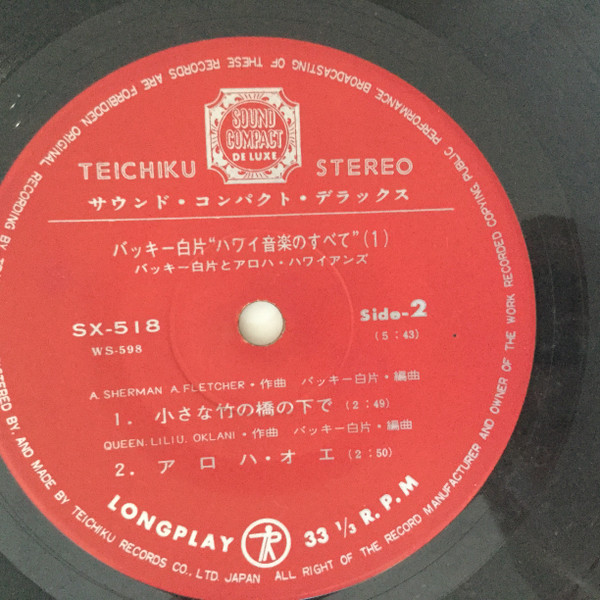 SOUND
COMPACT
DE LUXE
TEICHIKU STEREO
サウンド・コンパクト・デラックス
バッキー白片“ハワイ音楽のすべて”(1)
バッキー白片とアロハ・ハワイアンズ
SX-518 Side-2
WS-598 (5:43)
A.SHERMAN A.FLETCHER・作曲 バッキー白片・編曲
1. 小さな竹の橋の下で (2:49)
QUEEN.LILIU.OKLANI・作曲 バッキー白片・編曲
2. アロハ・オエ (2:50)
LONGPLAY TR 33 1/3 R.P.M
AND MADE BY TEICHIKU RECORDS CO., LTD. JAPAN ALL RIGHT OF THE RECORD MANUFACTURER AND OWNER OF THE WORK RECORDED COPYING PUBLIC PERFORMANCE, BROADCASTING OF THESE RECORDS ARE FORBIDDEN ORIGINAL RECORDING BY